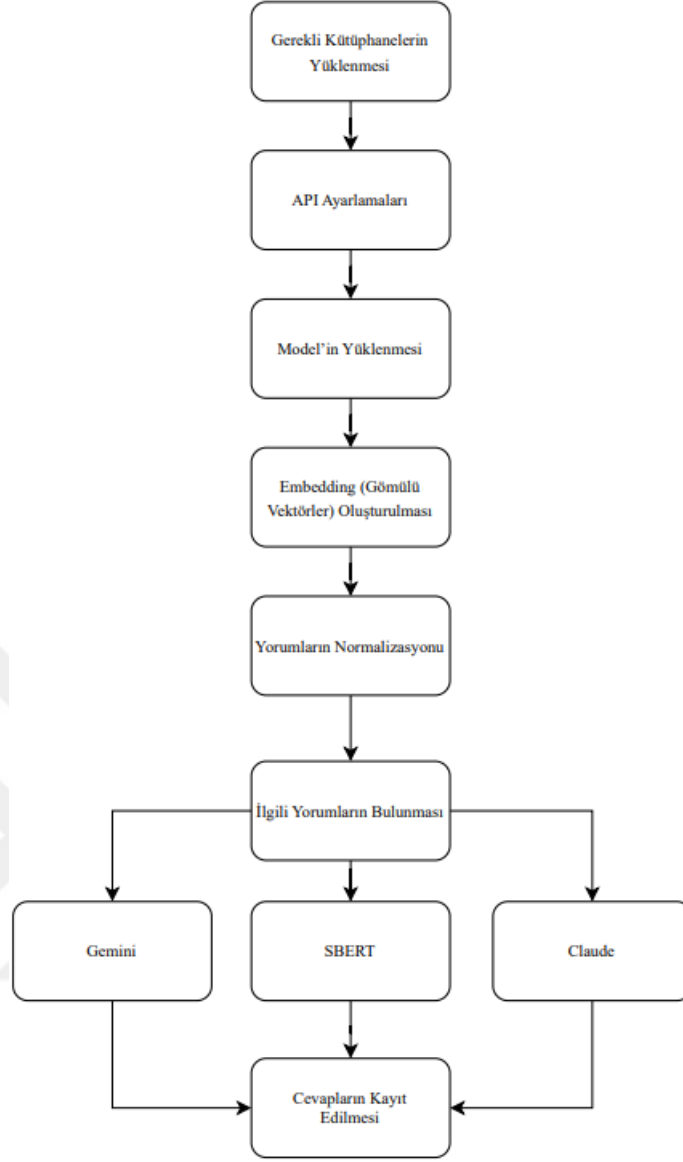 Gerekli Kütüphanelerin
Yüklenmesi
API Ayarlamaları
Model’in Yüklenmesi
Embedding (Gömülü
Vektörler) Oluşturulması
Yorumların Normalizasyonu
İlgili Yorumların Bulunması
Gemini
SBERT
Claude
Cevapların Kayıt
Edilmesi